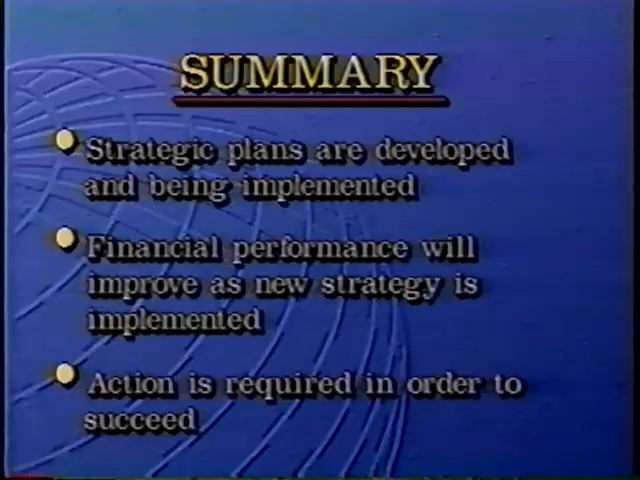 SUMMARY
Strategic plans are developed
and being implemented
Financial performance will
improve as new strategy is
implemented
Action is required in order to
succeed